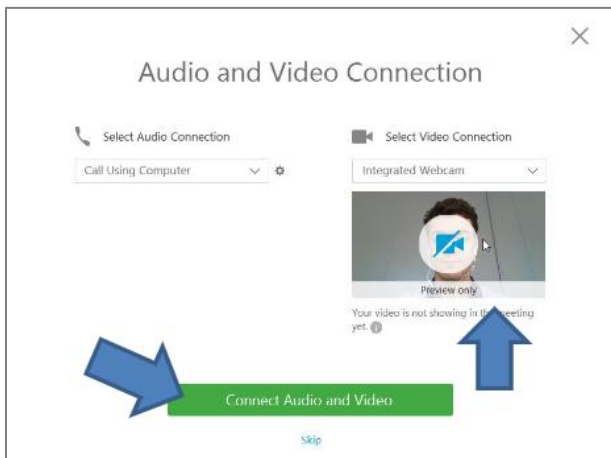 Audio and Video Connection
Select Audio Connection
Call Using Computer
Select Video Connection
Integrated Webcam
Preview only
Your video is not showing in the meeting
yet.
Connect Audio and Video
Skip